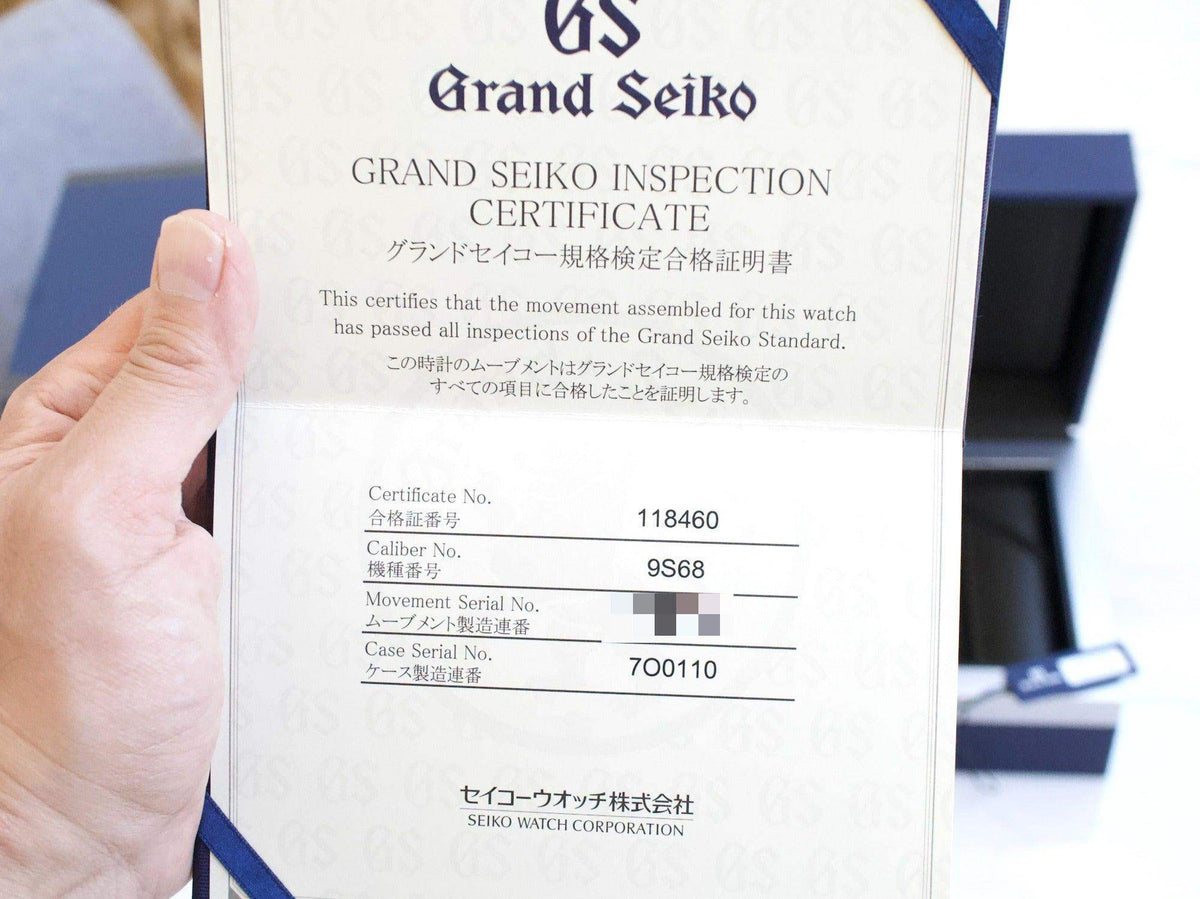 GS
Grand Seiko
GRAND SEIKO INSPECTION
CERTIFICATE
グランドセイコー規格検定合格証明書
This certifies that the movement assembled for this watch
has passed all inspections of the Grand Seiko Standard.
この時計のムーブメントはグランドセイコー規格検定の
すべての項目に合格したことを証明します。
Certificate No.
合格証番号 118460
Caliber No.
機種番号 9S68
Movement Serial No.
ムーブメント製造連番
Case Serial No.
ケース製造連番 7O0110
セイコーウオッチ株式会社
SEIKO WATCH CORPORATION